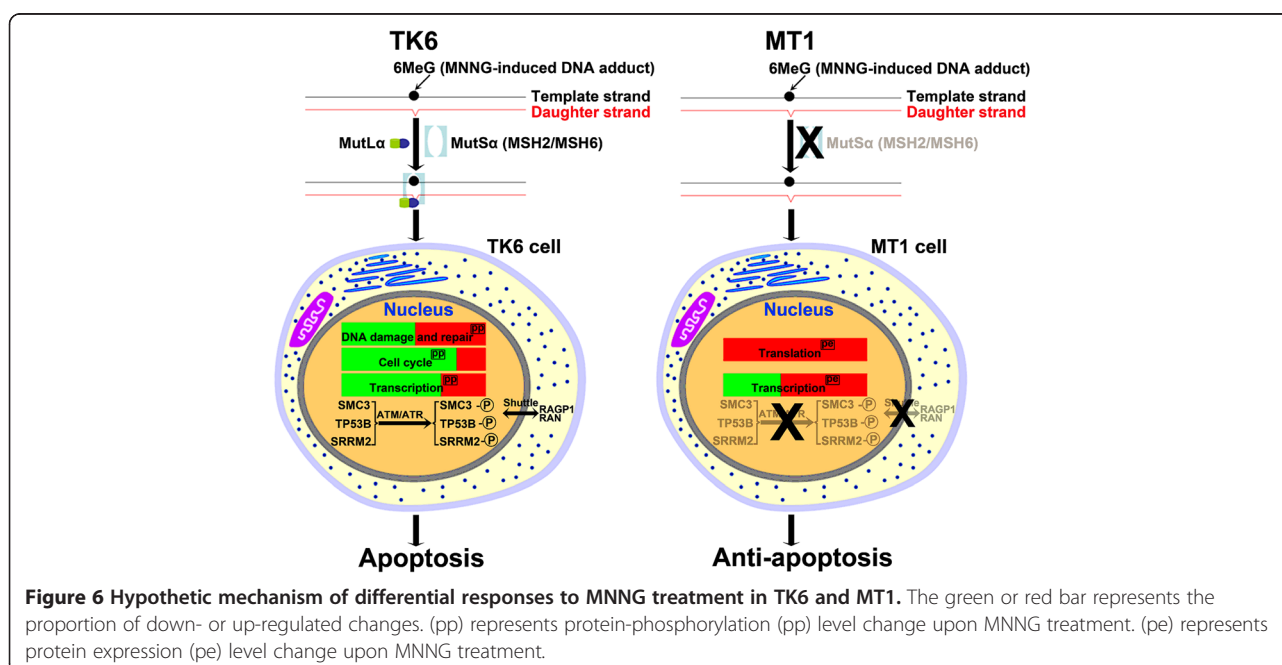 TK6
6MeG (MNNG-induced DNA adduct)
Template strand
Daughter strand
MutLα
MutSα (MSH2/MSH6)
TK6 cell
Nucleus
DNA damage and repair pp
Cell cycle pp
Transcription pp
SMC3
TP53B
SRRM2
ATM/ATR
SMC3 -P
TP53B -P
SRRM2-P
Shuttle
RAGP1
RAN
Apoptosis
MT1
6MeG (MNNG-induced DNA adduct)
Template strand
Daughter strand
MutSα (MSH2/MSH6)
MT1 cell
Nucleus
Translation pe
Transcription pe
SMC3
TP53B
SRRM2
SMC3 -P
TP53B -P
SRRM2-P
RAGP1
RAN
Anti-apoptosis
Figure 6 Hypothetic mechanism of differential responses to MNNG treatment in TK6 and MT1. The green or red bar represents the
proportion of down- or up-regulated changes. (pp) represents protein-phosphorylation (pp) level change upon MNNG treatment. (pe) represents
protein expression (pe) level change upon MNNG treatment.